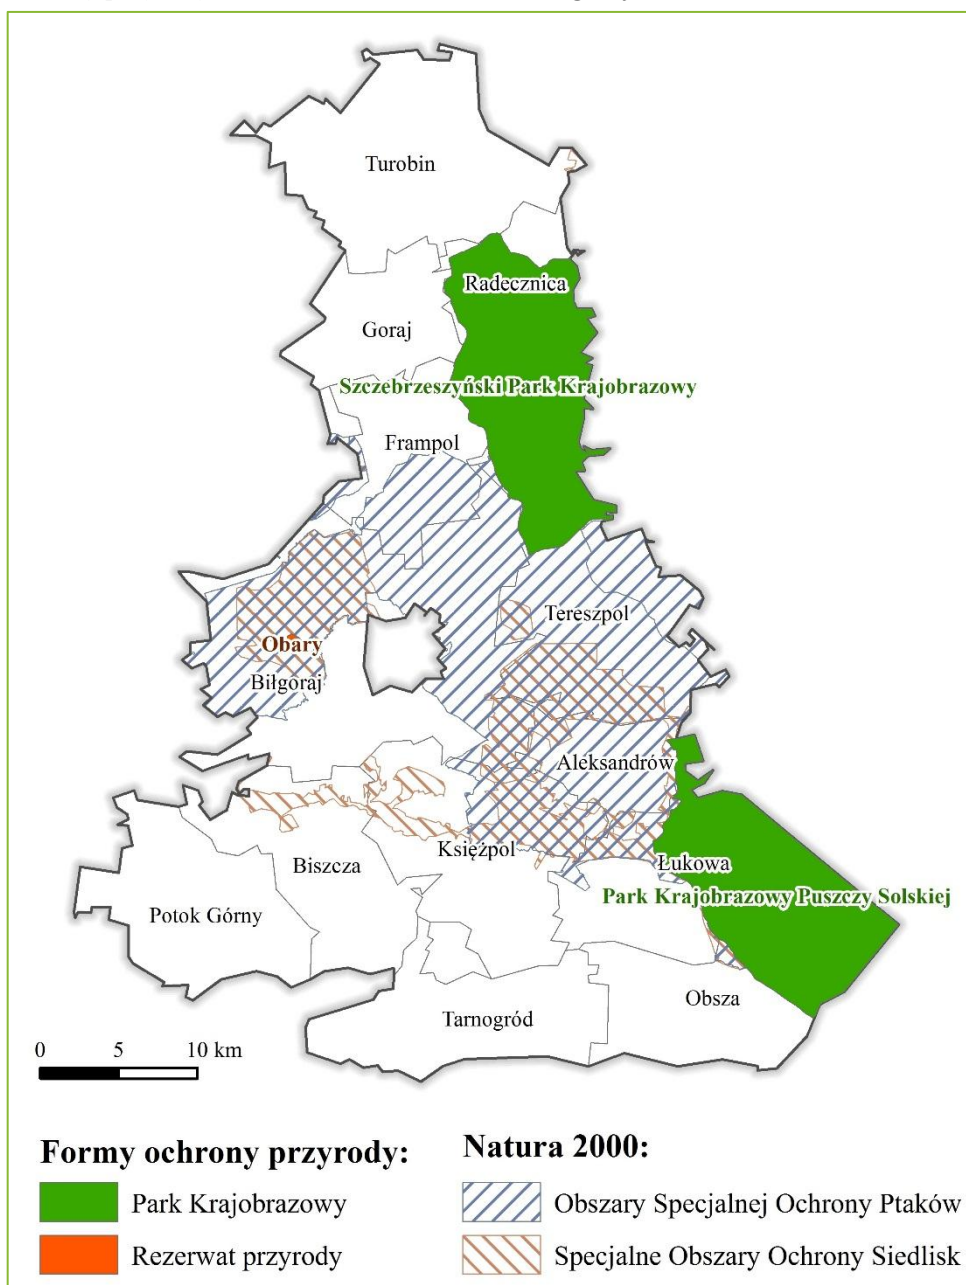 Turobin
Radecznica
Goraj
Szczebrzeszyński Park Krajobrazowy
Frampol
Tereszpol
Obary
Biłgoraj
Aleksandrów
Księżpol
Łukowa
Biszcza
Park Krajobrazowy Puszczy Solskiej
Potok Górny
Obsza
Tarnogród
0 5 10 km
Formy ochrony przyrody:
Park Krajobrazowy
Rezerwat przyrody
Natura 2000:
Obszary Specjalnej Ochrony Ptaków
Specjalne Obszary Ochrony Siedlisk